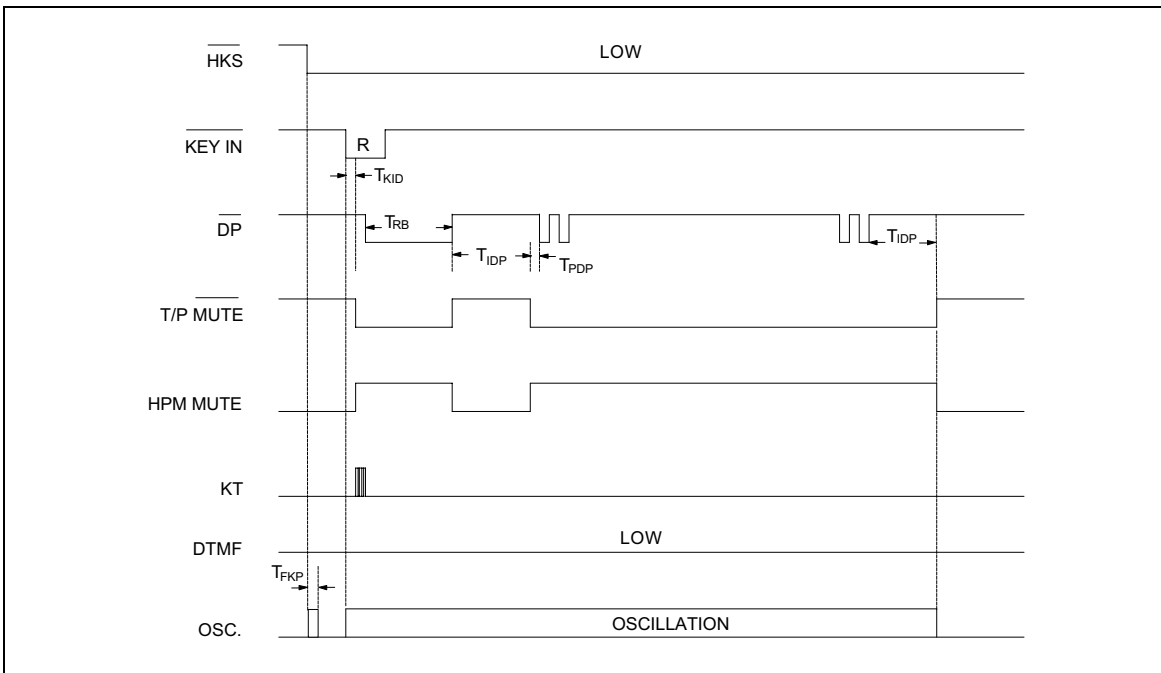 HKS
LOW
KEY IN
R
TKID
DP
TRB
TIDP
TPDP
TIDP
T/P MUTE
HPM MUTE
KT
DTMF
LOW
TFKP
OSC.
OSCILLATION